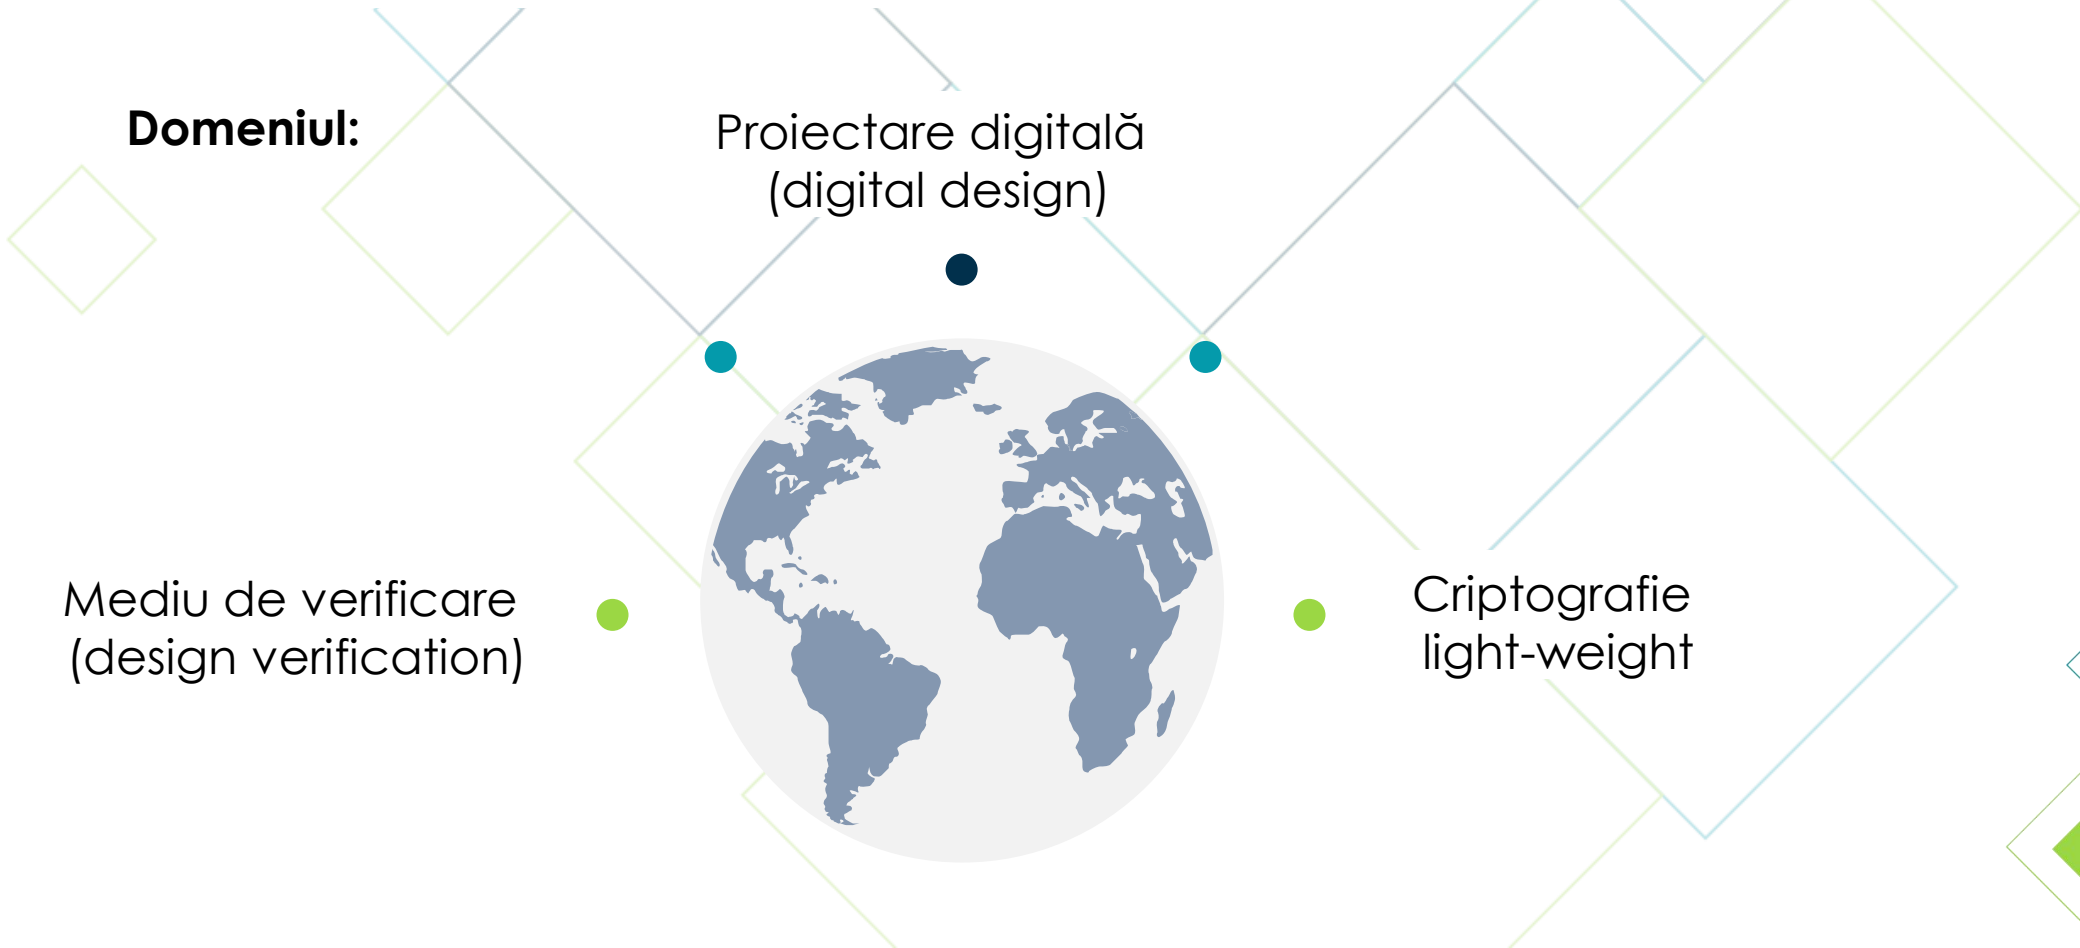 Domeniul:
Proiectare digitală
(digital design)
Mediu de verificare
(design verification)
Criptografie
light-weight